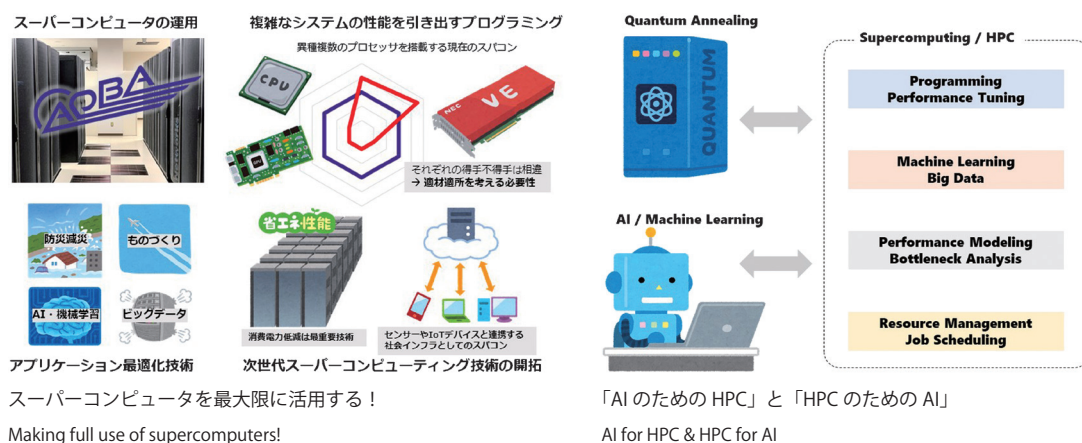 スーパーコンピュータの運用
AOBA
複雑なシステムの性能を引き出すプログラミング
異種複数のプロセッサを搭載する現在のスパコン
CPU
NEC
VE
それぞれの得手不得手は相違
→ 適材適所を考える必要性
防災減災
ものづくり
AI・機械学習
ビッグデータ
アプリケーション最適化技術
省エネ性能
消費電力低減は最重要技術
センサーやIoTデバイスと連携する
社会インフラとしてのスパコン
次世代スーパーコンピューティング技術の開拓
スーパーコンピュータを最大限に活用する！
Making full use of supercomputers!
Quantum Annealing
QUANTUM
AI / Machine Learning
Supercomputing / HPC
Programming
Performance Tuning
Machine Learning
Big Data
Performance Modeling
Bottleneck Analysis
Resource Management
Job Scheduling
「AI のための HPC」と「HPC のための AI」
AI for HPC & HPC for AI